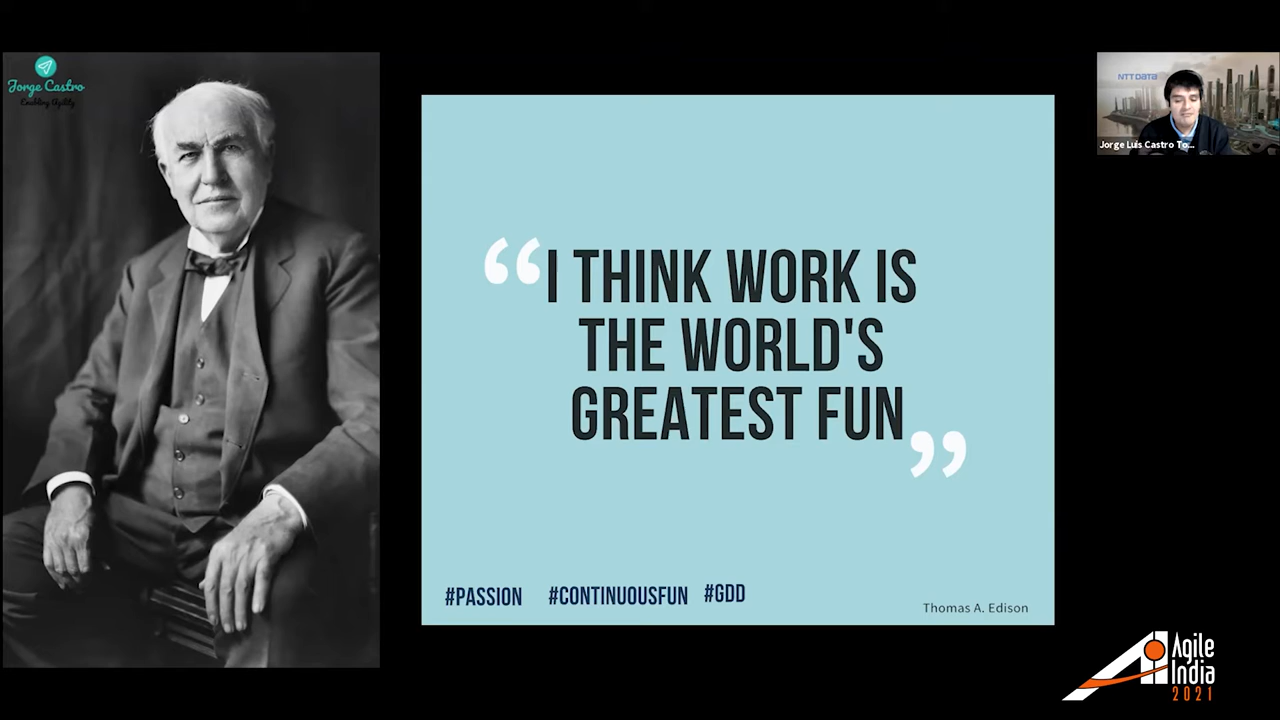 Jorge Castro
Enabling Agility
NTT DATA
Jorge Luis Castro To...
“I THINK WORK IS
THE WORLD'S
GREATEST FUN”
#PASSION #CONTINUOUSFUN #GDD
Thomas A. Edison
Agile
India
2021